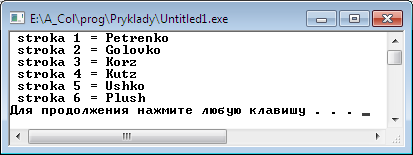 E:\A_Col\prog\Pryklady\Untitled1.exe
stroka 1 = Petrenko
stroka 2 = Golovko
stroka 3 = Korz
stroka 4 = Kutz
stroka 5 = Ushko
stroka 6 = Plush
Для продолжения нажмите любую клавишу . . . _